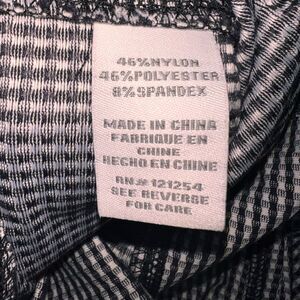 46%NYLON
46%POLYESTER
8%SPANDEX
MADE IN CHINA
FABRIQUE EN
CHINE
HECHO EN CHINE
RN# 121254
SEE REVERSE
FOR CARE